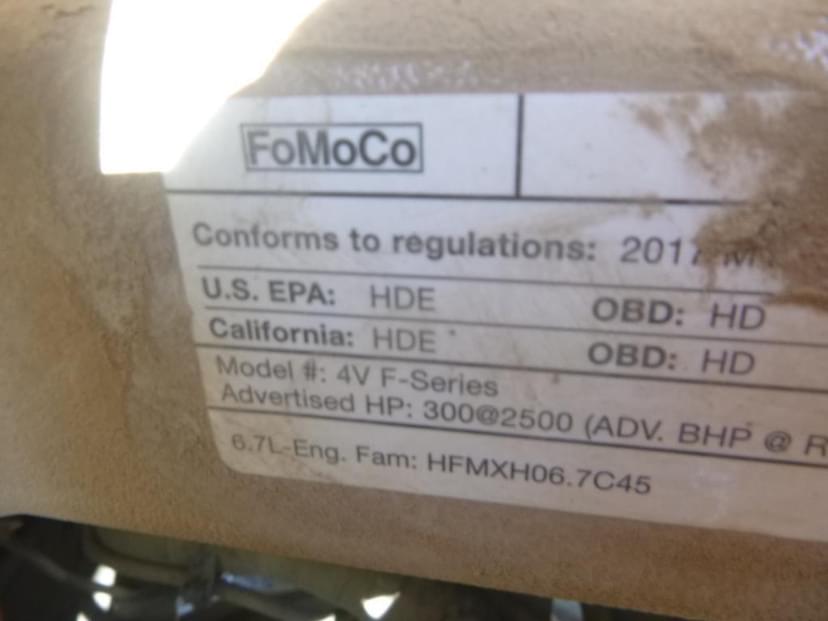 FoMoCo
Conforms to regulations: 2017 M
U.S. EPA: HDE OBD: HD
California: HDE OBD: HD
Model #: 4V F-Series
Advertised HP: 300@2500 (ADV. BHP @ R
6.7L-Eng. Fam: HFMXH06.7C45